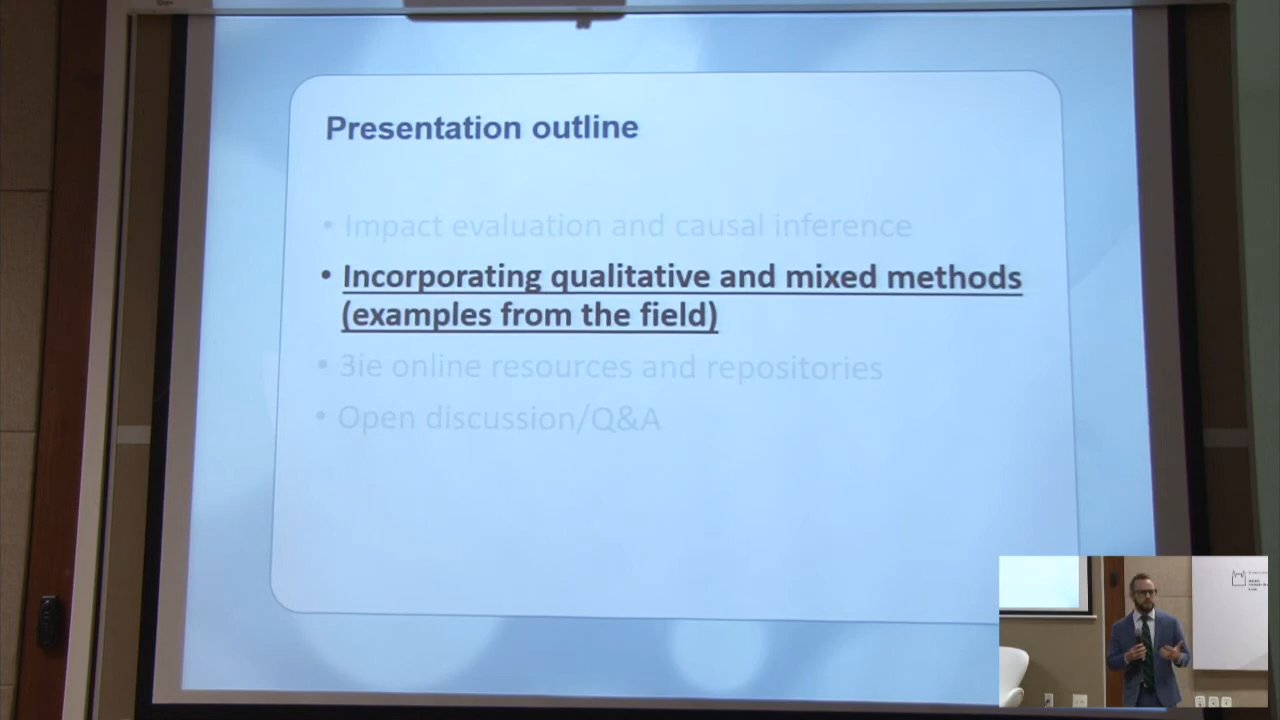 Presentation outline
• Impact evaluation and causal inference
• Incorporating qualitative and mixed methods
(examples from the field)
• 3ie online resources and repositories
• Open discussion/Q&A